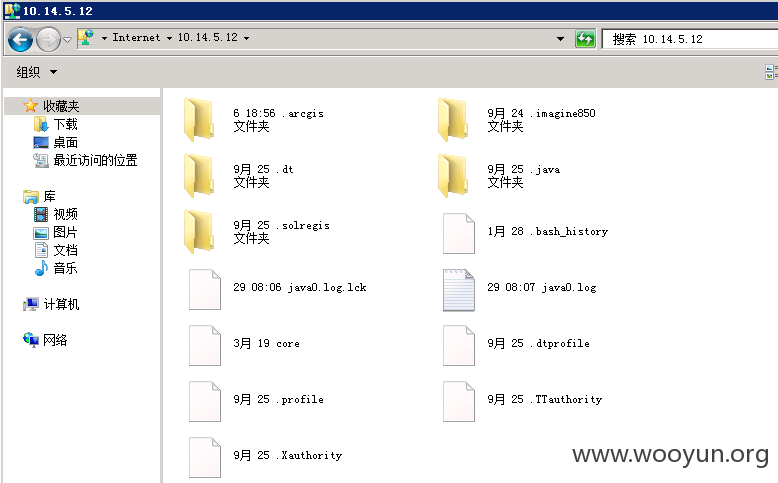 10.14.5.12
Internet 10.14.5.12
搜索 10.14.5.12
组织
收藏夹
下载
桌面
最近访问的位置
库
视频
图片
文档
音乐
计算机
网络
6 18:56 .arcgis
文件夹
9月 24 .imagine850
文件夹
9月 25 .dt
文件夹
9月 25 .java
文件夹
9月 25 .solregis
文件夹
1月 28 .bash_history
29 08:06 java0.log.lck
29 08:07 java0.log
3月 19 core
9月 25 .dtprofile
9月 25 .profile
9月 25 .TTauthority
9月 25 .Xauthority
www.wooyun.org